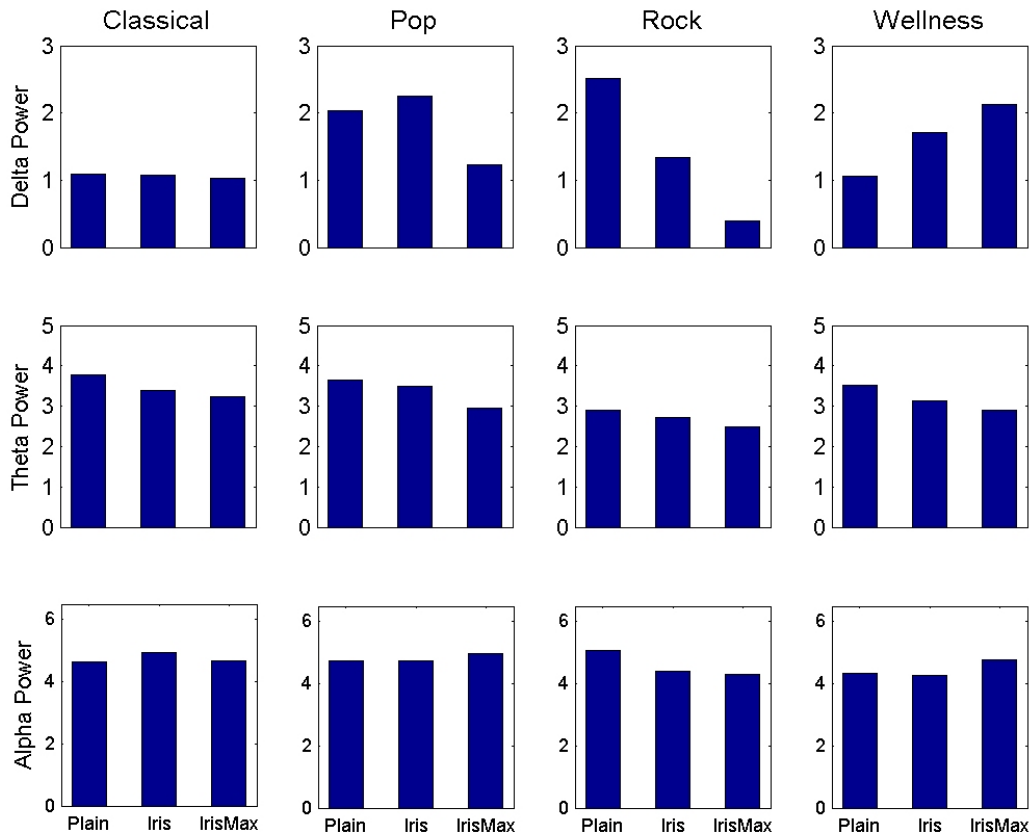 Classical Pop Rock Wellness
Delta Power
3 3 3 3
2 2 2 2
1 1 1 1
0 0 0 0
Theta Power
5 5 5 5
4 4 4 4
3 3 3 3
2 2 2 2
1 1 1 1
0 0 0 0
Alpha Power
6 6 6 6
4 4 4 4
2 2 2 2
0 0 0 0
Plain Iris IrisMax Plain Iris IrisMax Plain Iris IrisMax Plain Iris IrisMax